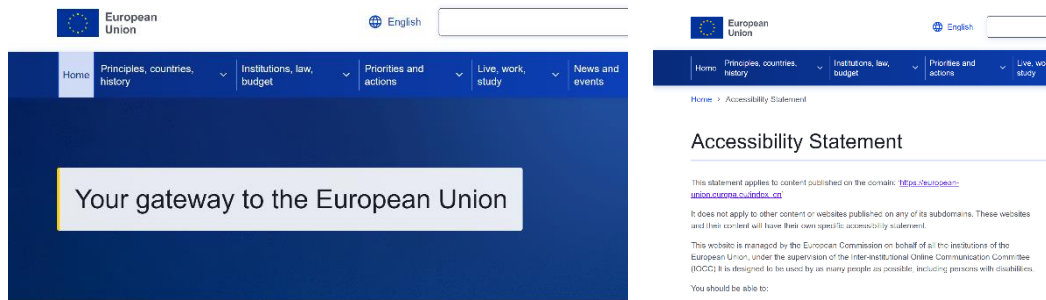 European
Union
English
Home
Principles, countries,
history
Institutions, law,
budget
Priorities and
actions
Live, work,
study
News and
events
Your gateway to the European Union
European
Union
English
Home
Principles, countries,
history
Institutions, law,
budget
Priorities and
actions
Live, wo
study
Home > Accessibility Statement
Accessibility Statement
This statement applies to content published on the domain: 'https://european-
union.europa.eu/index_en'
It does not apply to other content or websites published on any of its subdomains. These websites
and their content will have their own specific accessibility statement.
This website is managed by the European Commission on behalf of all the institutions of the
European Union, under the supervision of the Inter-institutional Online Communication Committee
(IOCC) It is designed to be used by as many people as possible, including persons with disabilities.
You should be able to: